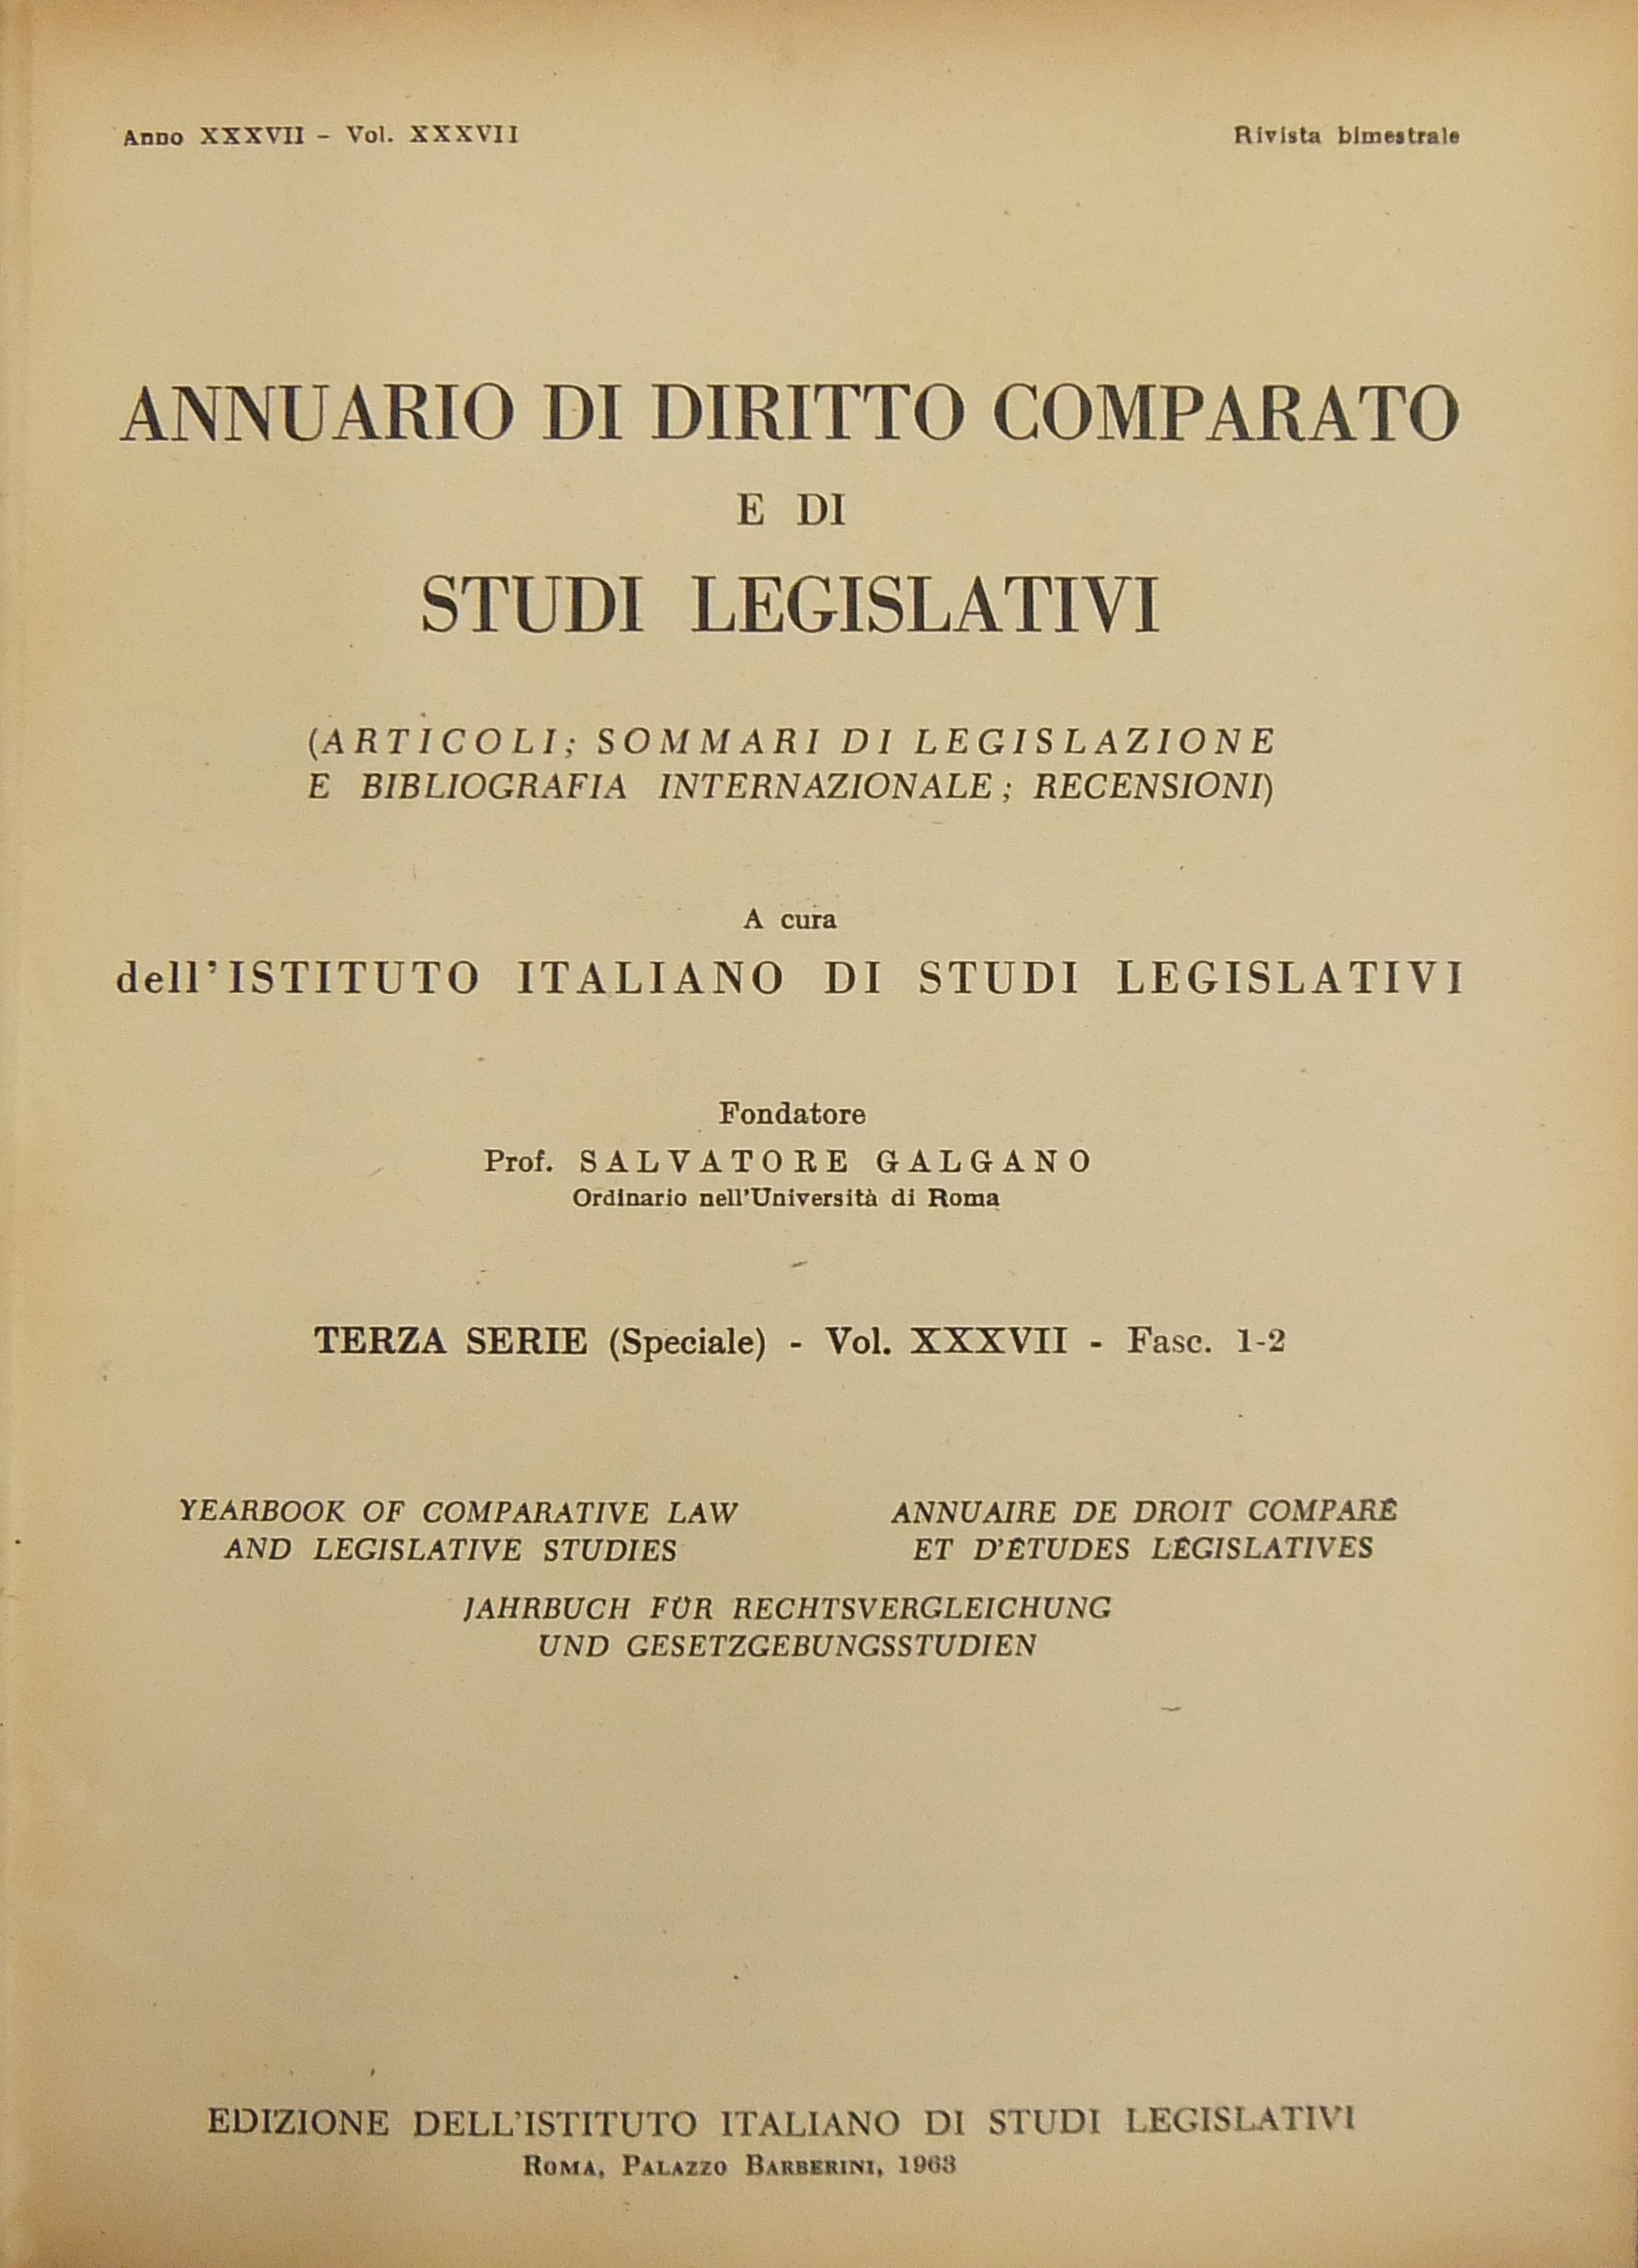 Anno XXXVII - Vol. XXXVII
Rivista bimestrale
ANNUARIO DI DIRITTO COMPARATO
E DI
STUDI LEGISLATIVI
(ARTICOLI; SOMMARI DI LEGISLAZIONE
E BIBLIOGRAFIA INTERNAZIONALE; RECENSIONI)
A cura
dell'ISTITUTO ITALIANO DI STUDI LEGISLATIVI
Fondatore
Prof. SALVATORE GALGANO
Ordinario nell'Università di Roma
TERZA SERIE (Speciale) - Vol. XXXVII - Fasc. 1-2
YEARBOOK OF COMPARATIVE LAW
AND LEGISLATIVE STUDIES
ANNUAIRE DE DROIT COMPARÉ
ET D'ÉTUDES LÉGISLATIVES
JAHRBUCH FÜR RECHTSVERGLEICHUNG
UND GESETZGEBUNGSSTUDIEN
EDIZIONE DELL'ISTITUTO ITALIANO DI STUDI LEGISLATIVI
ROMA, PALAZZO BARBERINI, 1963